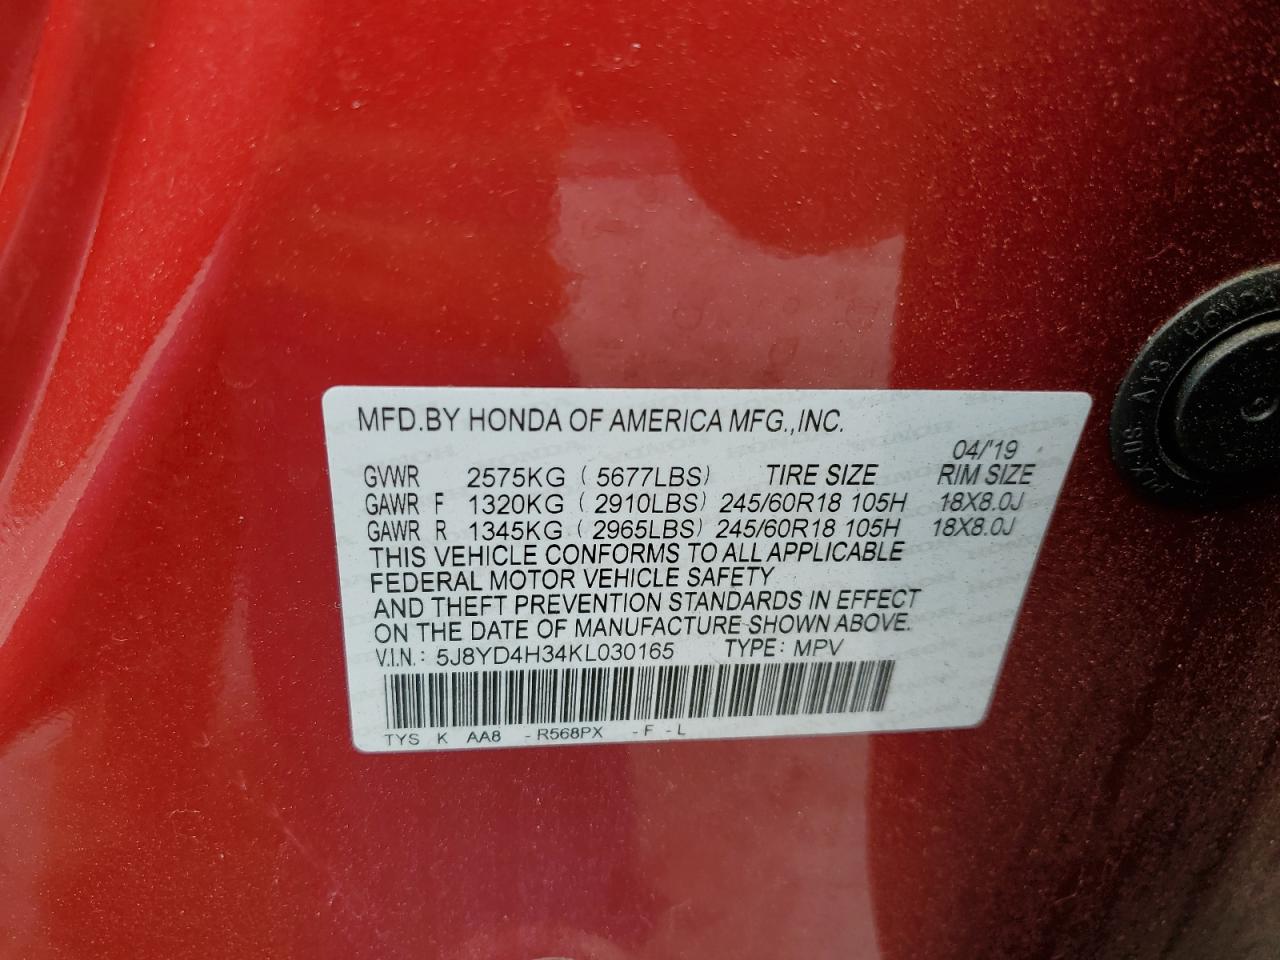 MFD.BY HONDA OF AMERICA MFG.,INC.
04/'19
GVWR 2575KG ( 5677LBS) TIRE SIZE RIM SIZE
GAWR F 1320KG ( 2910LBS) 245/60R18 105H 18X8.0J
GAWR R 1345KG ( 2965LBS) 245/60R18 105H 18X8.0J
THIS VEHICLE CONFORMS TO ALL APPLICABLE
FEDERAL MOTOR VEHICLE SAFETY
AND THEFT PREVENTION STANDARDS IN EFFECT
ON THE DATE OF MANUFACTURE SHOWN ABOVE.
V.I.N.: 5J8YD4H34KL030165 TYPE: MPV
TYS K AA8 -R568PX -F -L
A13 HONDA